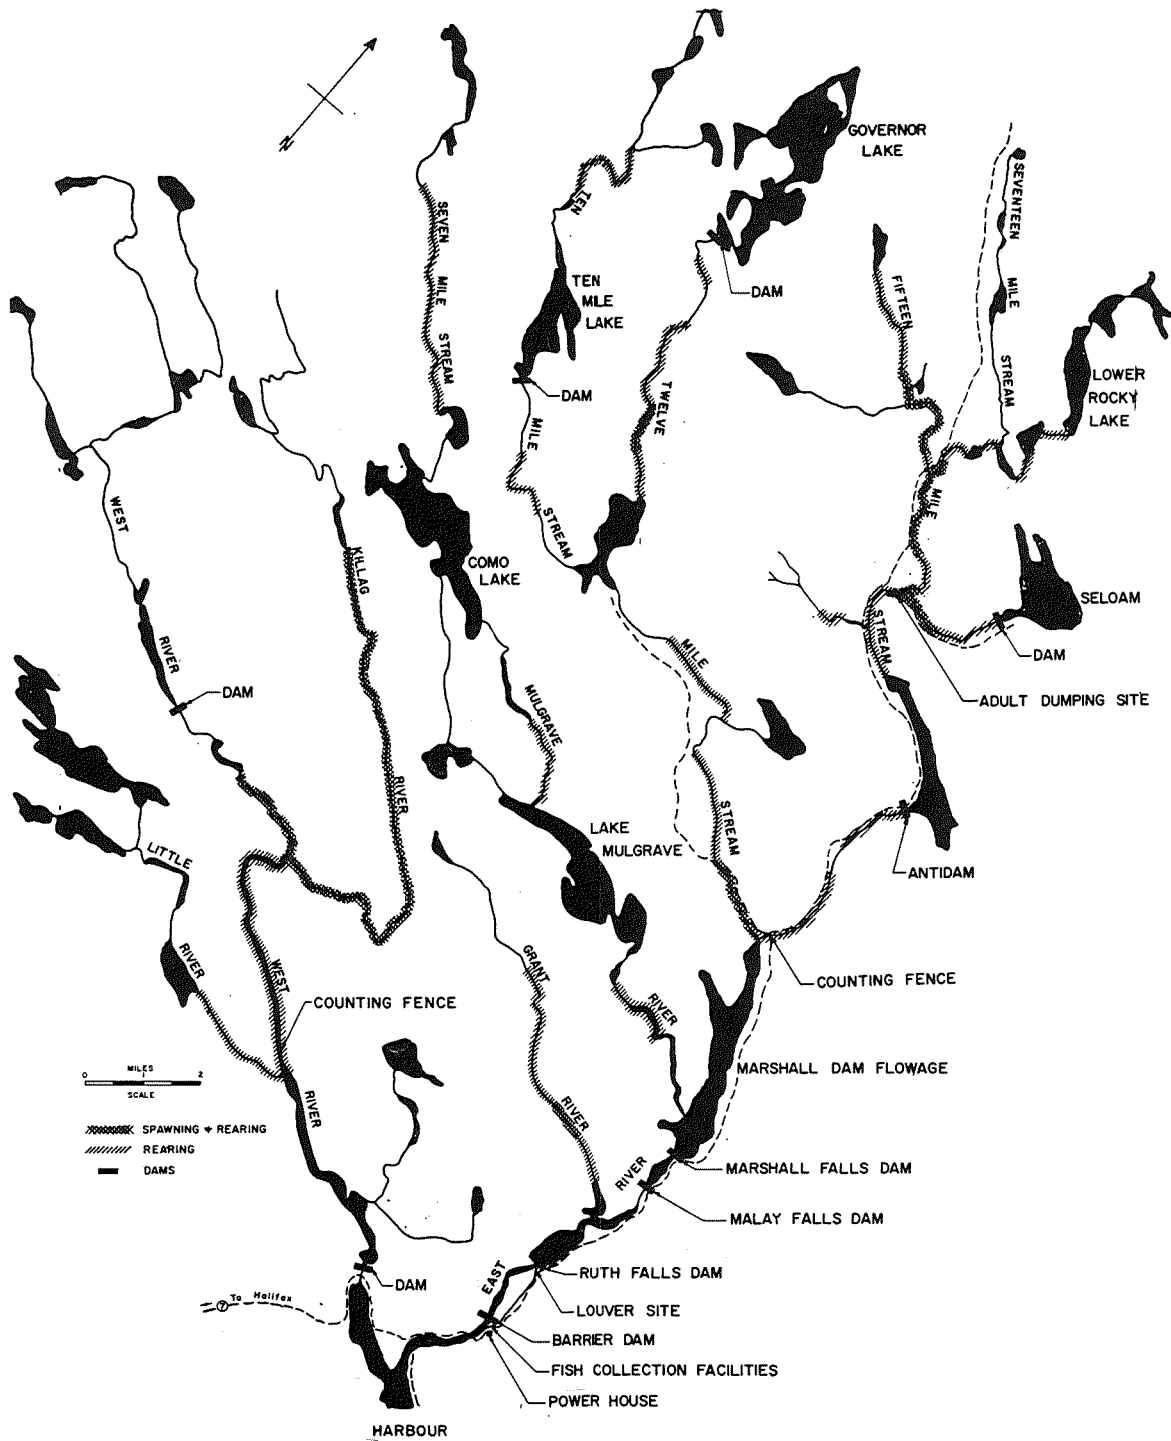 N
GOVERNOR
LAKE
SEVENTEEN
MILE
STREAM
SEVEN
MILE
STREAM
TEN
TEN
MILE
LAKE
DAM
DAM
FIFTEEN
LOWER
ROCKY
LAKE
TWELVE
MILE
MILE
STREAM
WEST
KILLAG
COMO
LAKE
SELOAM
STREAM
DAM
RIVER
MILE
ADULT DUMPING SITE
DAM
MULGRAVE
RIVER
STREAM
LAKE
MULGRAVE
LITTLE
ANTIDAM
RIVER
WEST
GRANT
COUNTING FENCE
COUNTING FENCE
RIVER
MARSHALL DAM FLOWAGE
MILES
0 1 2
SCALE
RIVER
RIVER
SPAWNING + REARING
REARING
DAMS
RIVER
MARSHALL FALLS DAM
MALAY FALLS DAM
EAST
RUTH FALLS DAM
DAM
7 To Halifax
LOUVER SITE
BARRIER DAM
FISH COLLECTION FACILITIES
POWER HOUSE
HARBOUR